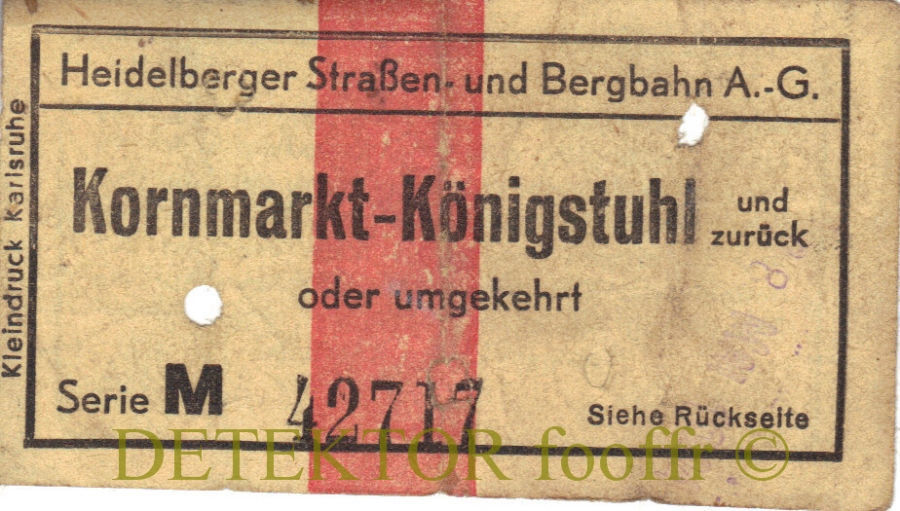 Heidelberger Straßen- und Bergbahn A.-G.
Kornmarkt-Königstuhl und
zurück
oder umgekehrt
Serie M 42717
Siehe Rückseite
Kleindruck Karlsruhe
DETEKTOR fooffr ©